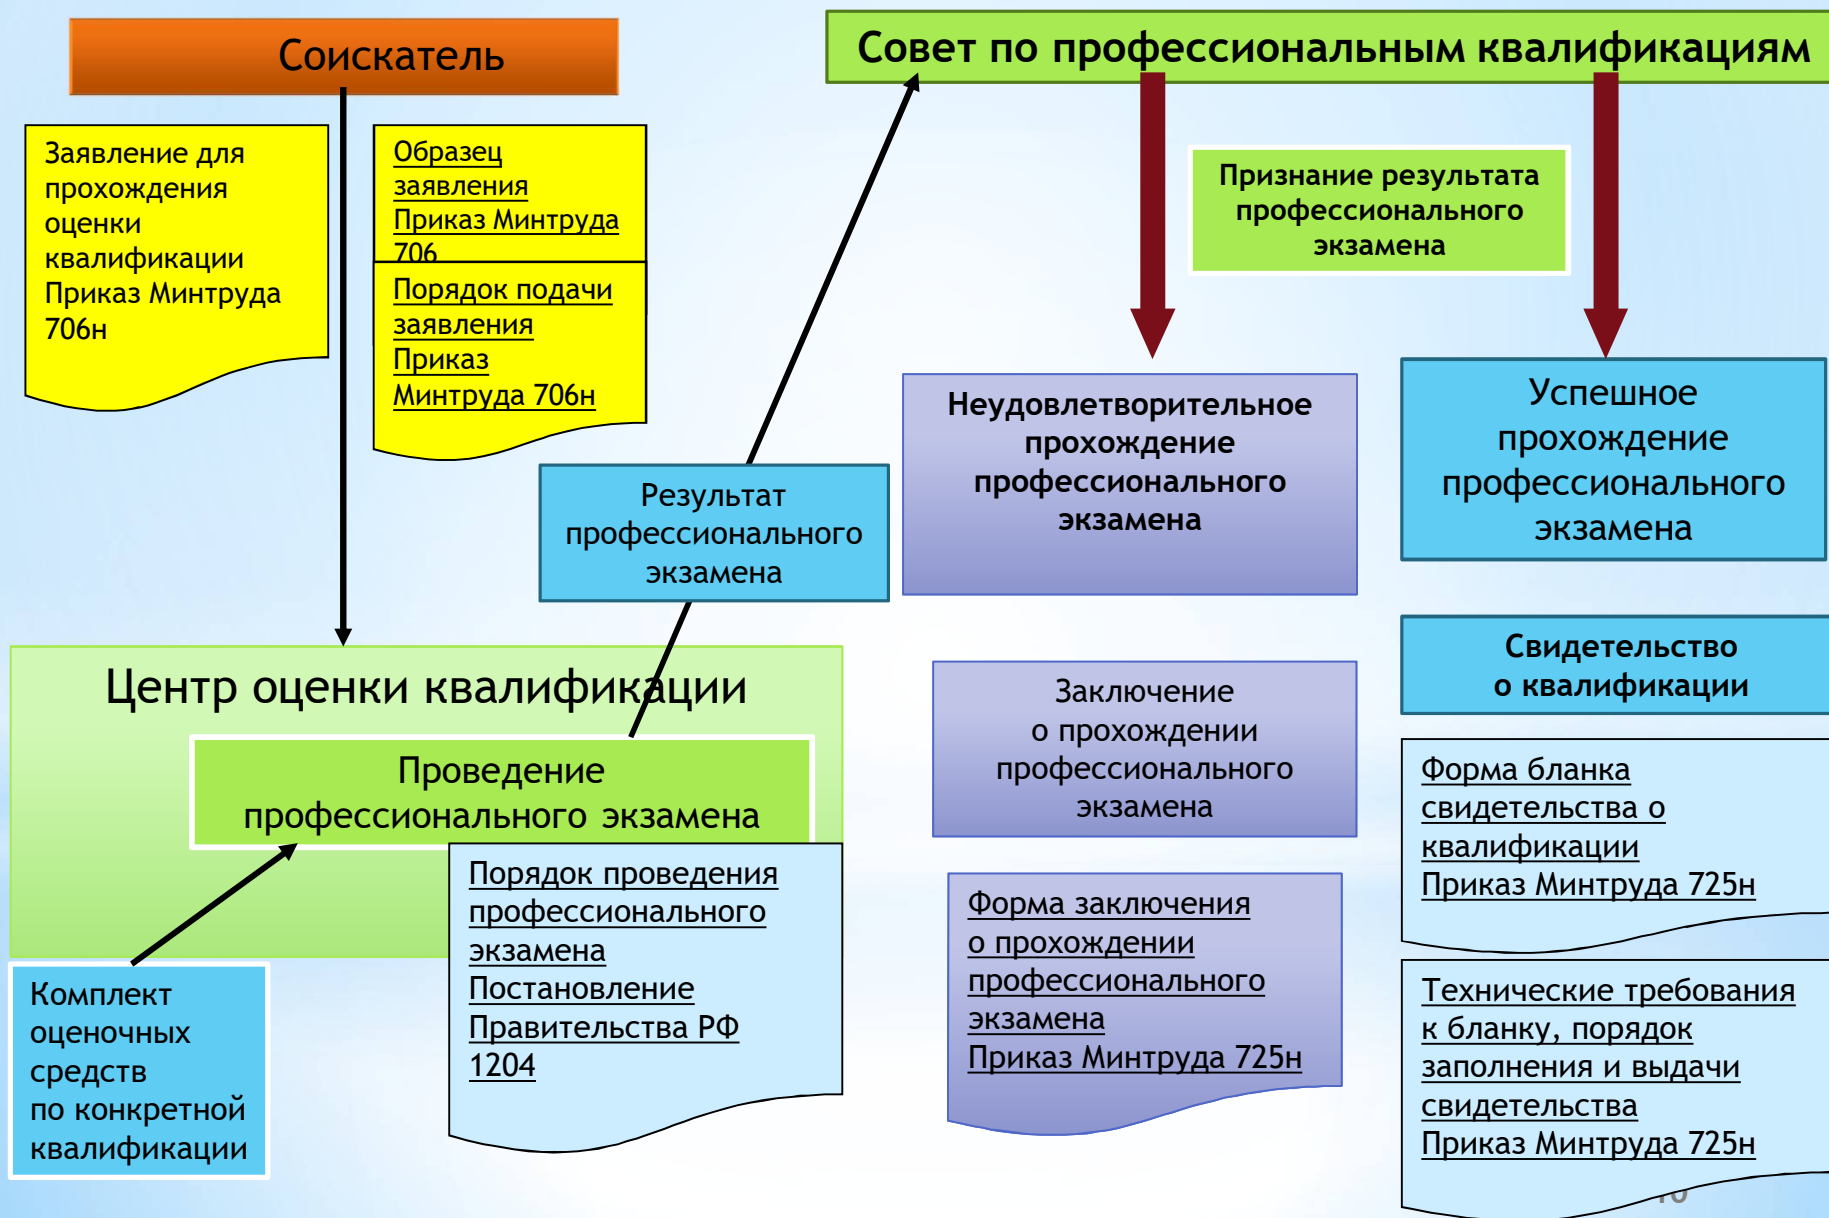 Соискатель
Совет по профессиональным квалификациям
Заявление для
прохождения
оценки
квалификации
Приказ Минтруда
706н
Образец
заявления
Приказ Минтруда
706
Порядок подачи
заявления
Приказ
Минтруда 706н
Признание результата
профессионального
экзамена
Результат
профессионального
экзамена
Неудовлетворительное
прохождение
профессионального
экзамена
Успешное
прохождение
профессионального
экзамена
Центр оценки квалификации
Проведение
профессионального экзамена
Порядок проведения
профессионального
экзамена
Постановление
Правительства РФ
1204
Комплект
оценочных
средств
по конкретной
квалификации
Заключение
о прохождении
профессионального
экзамена
Форма заключения
о прохождении
профессионального
экзамена
Приказ Минтруда 725н
Свидетельство
о квалификации
Форма бланка
свидетельства о
квалификации
Приказ Минтруда 725н
Технические требования
к бланку, порядок
заполнения и выдачи
свидетельства
Приказ Минтруда 725н